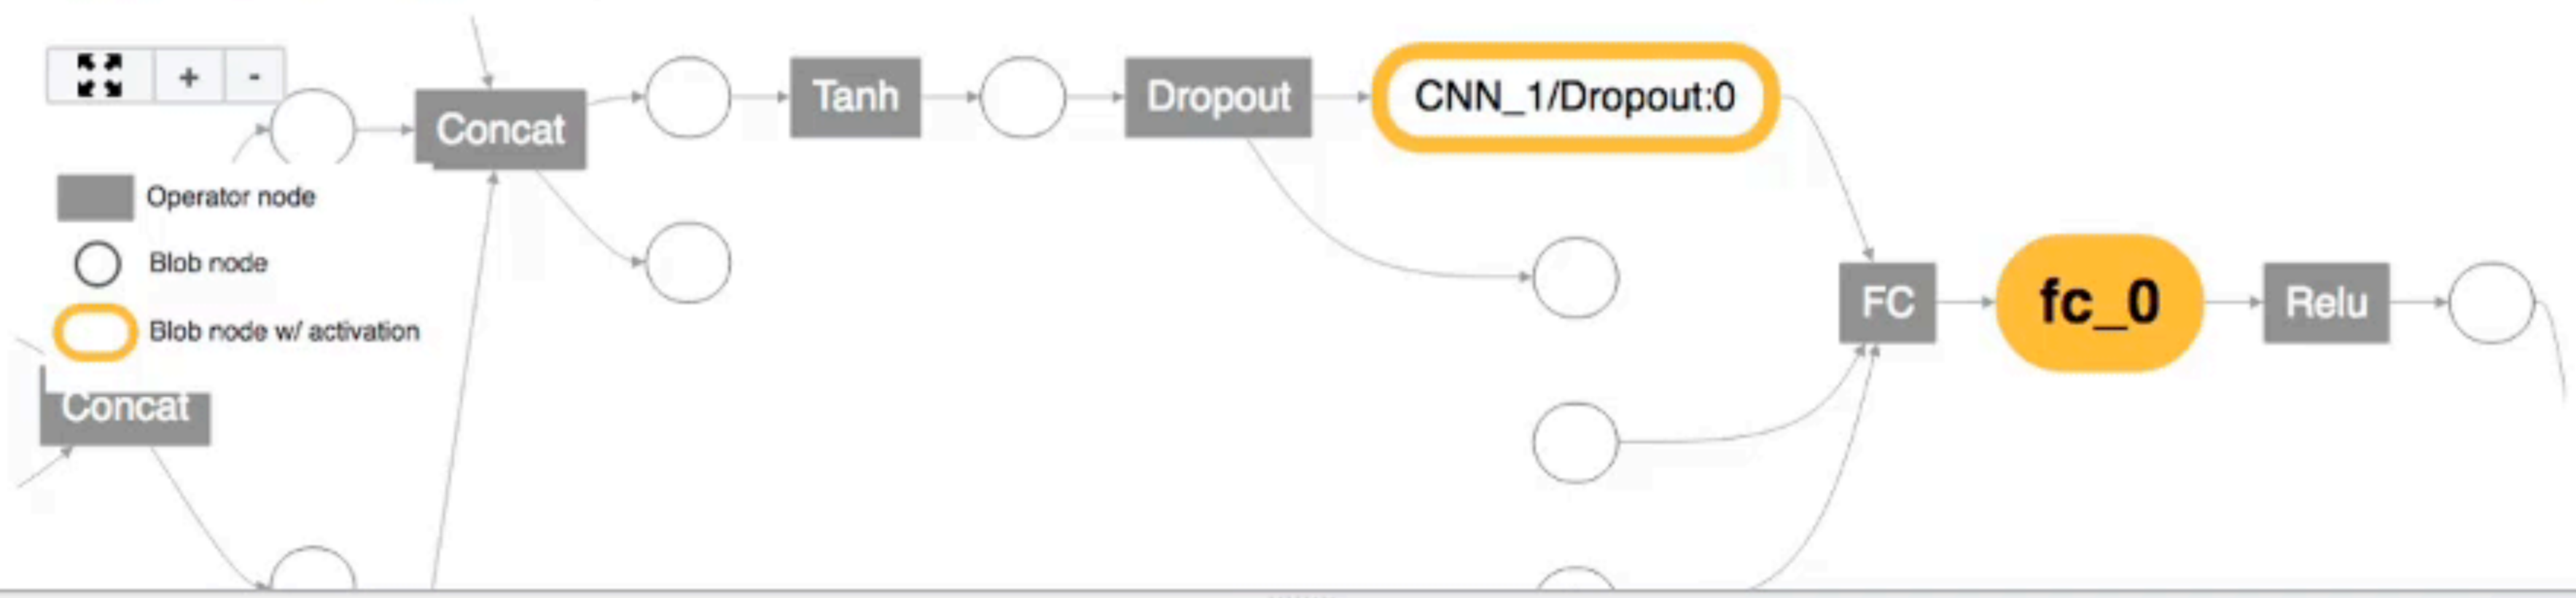 + -
Concat
Tanh
Dropout
CNN_1/Dropout:0
Operator node
Blob node
Blob node w/ activation
Concat
FC
fc_0
Relu